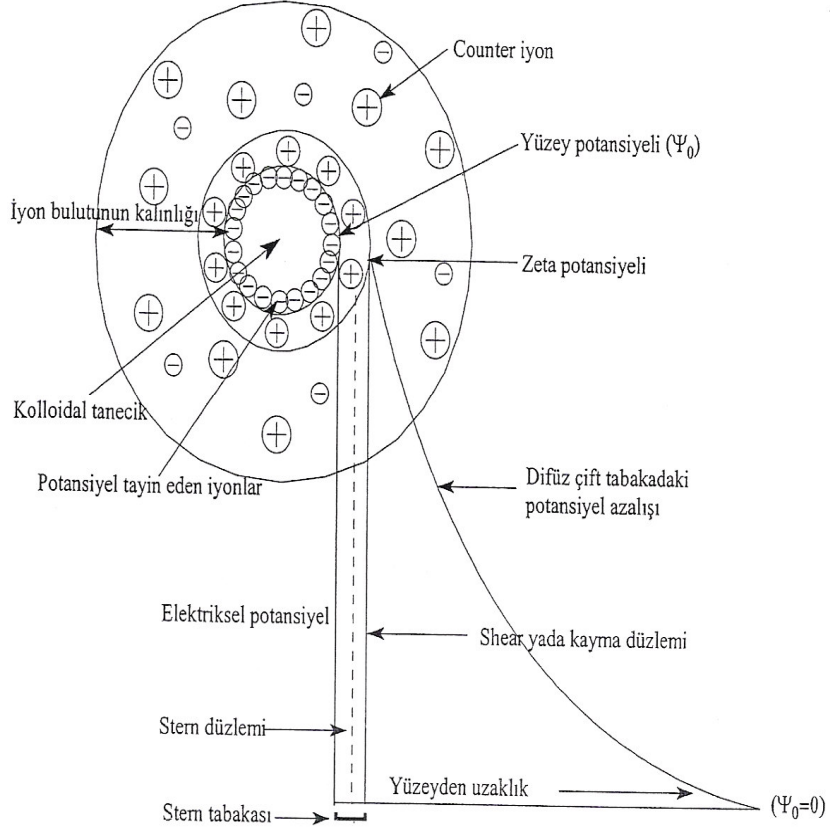 Counter iyon
Yüzey potansiyeli (Ψ₀)
İyon bulutunun kalınlığı
Zeta potansiyeli
Kolloidal tanecik
Potansiyel tayin eden iyonlar
Difüz çift tabakadaki
potansiyel azalışı
Elektriksel potansiyel
Shear yada kayma düzlemi
Stern düzlemi
Yüzeyden uzaklık
(Ψ₀=0)
Stern tabakası